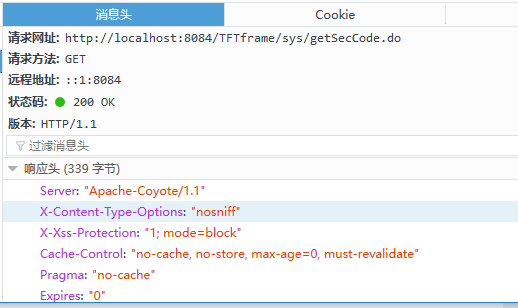 消息头 Cookie
请求网址: http://localhost:8084/TFTframe/sys/getSecCode.do
请求方法: GET
远程地址: ::1:8084
状态码: 200 OK
版本: HTTP/1.1
过滤消息头
响应头 (339 字节)
Server: "Apache-Coyote/1.1"
X-Content-Type-Options: "nosniff"
X-Xss-Protection: "1; mode=block"
Cache-Control: "no-cache, no-store, max-age=0, must-revalidate"
Pragma: "no-cache"
Expires: "0"